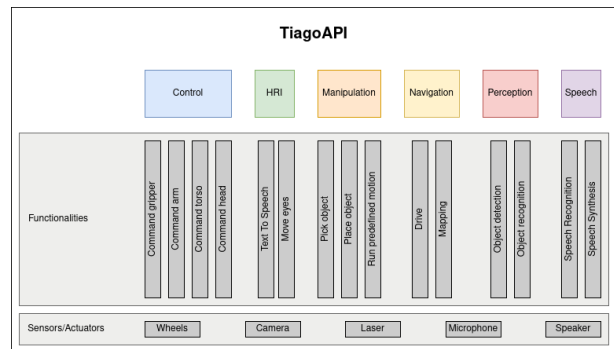 TiagoAPI
Control
HRI
Manipulation
Navigation
Perception
Speech
Functionalities
Command gripper
Command arm
Command torso
Command head
Text To Speech
Move eyes
Pick object
Place object
Run predefined motion
Drive
Mapping
Object detection
Object recognition
Speech Recognition
Speech Synthesis
Sensors/Actuators
Wheels
Camera
Laser
Microphone
Speaker